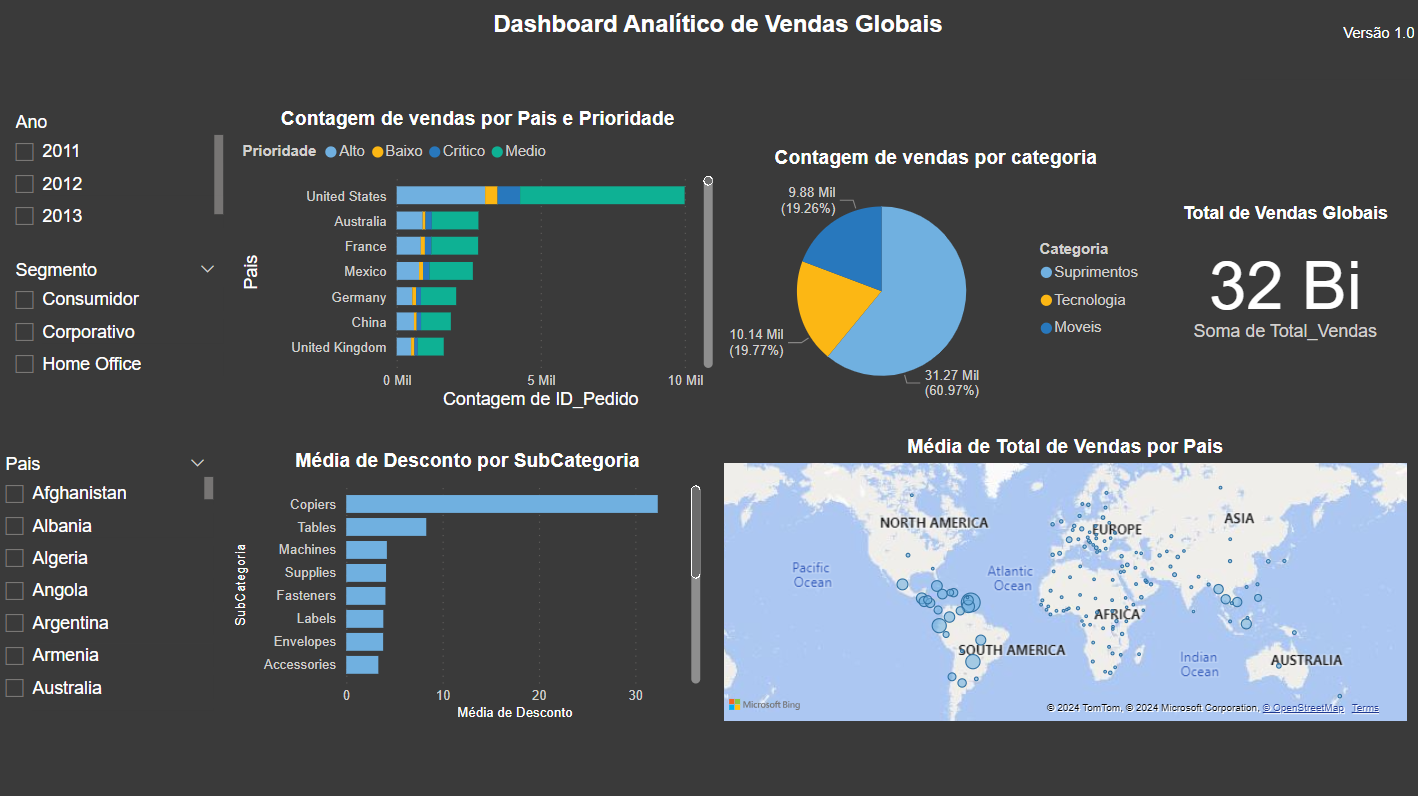 Dashboard Analítico de Vendas Globais
Versão 1.0
Ano
2011
2012
2013
Segmento
Consumidor
Corporativo
Home Office
Pais
Afghanistan
Albania
Algeria
Angola
Argentina
Armenia
Australia
Contagem de vendas por Pais e Prioridade
Prioridade Alto Baixo Critico Medio
Pais
United States
Australia
France
Mexico
Germany
China
United Kingdom
0 Mil 5 Mil 10 Mil
Contagem de ID_Pedido
Contagem de vendas por categoria
9.88 Mil
(19.26%)
10.14 Mil
(19.77%)
31.27 Mil
(60.97%)
Categoria
Suprimentos
Tecnologia
Moveis
Total de Vendas Globais
32 Bi
Soma de Total_Vendas
Média de Desconto por SubCategoria
SubCategoria
Copiers
Tables
Machines
Supplies
Fasteners
Labels
Envelopes
Accessories
0 10 20 30
Média de Desconto
Média de Total de Vendas por Pais
NORTH AMERICA
EUROPE
ASIA
Pacific
Ocean
Atlantic
Ocean
AFRICA
SOUTH AMERICA
Indian
Ocean
AUSTRALIA
Microsoft Bing
© 2024 TomTom, © 2024 Microsoft Corporation, © OpenStreetMap Terms